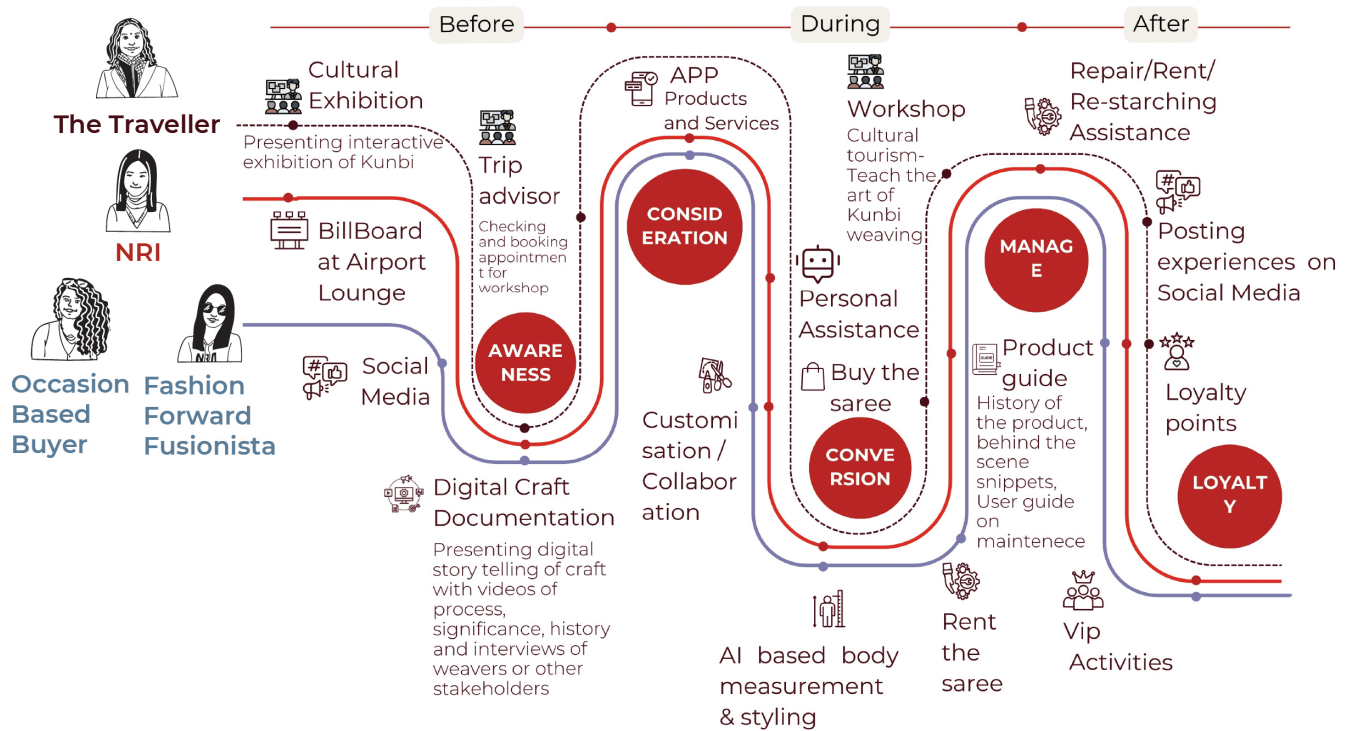 Before
During
After
The Traveller
NRI
Occasion
Based
Buyer
Fashion
Forward
Fusionista
Cultural
Exhibition
Presenting interactive
exhibition of Kunbi
BillBoard
at Airport
Lounge
Social
Media
Trip
advisor
Checking
and booking
appointmen
t for
workshop
AWARE
NESS
Digital Craft
Documentation
Presenting digital
story telling of craft
with videos of
process,
significance, history
and interviews of
weavers or other
stakeholders
APP
Products
and Services
CONSID
ERATION
Customi
sation /
Collabor
ation
Workshop
Cultural
tourism-
Teach the
art of
Kunbi
weaving
Personal
Assistance
Buy the
saree
CONVE
RSION
AI based body
measurement
& styling
Rent
the
saree
Repair/Rent/
Re-starching
Assistance
MANAG
E
Product
guide
GUIDE
History of
the product,
behind the
scene
snippets,
User guide
on
maintenece
Posting
experiences on
Social Media
Loyalty
points
LOYALT
Y
Vip
Activities